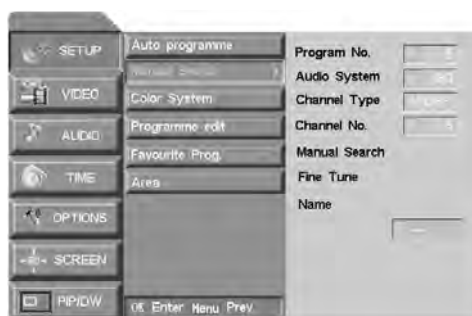 SETUP
VIDEO
AUDIO
TIME
OPTIONS
SCREEN
PIP/DW
Auto programme
Color System
Programme edit
Favourite Prog.
Area
OK Enter Menu Prev.
Program No.
Audio System
Channel Type
Channel No.
Manual Search
Fine Tune
Name